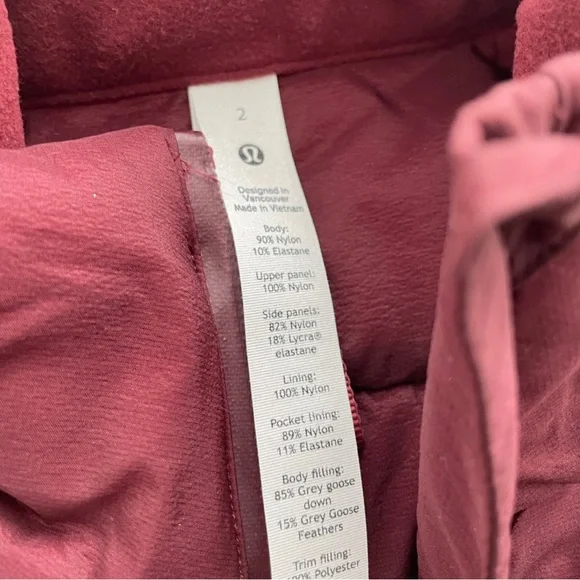 2
Designed in
Vancouver
Made in Vietnam
Body:
90% Nylon
10% Elastane
Upper panel:
100% Nylon
Side panels:
82% Nylon
18% Lycra®
elastane
Lining:
100% Nylon
Pocket lining:
89% Nylon
11% Elastane
Body filling:
85% Grey goose
down
15% Grey Goose
Feathers
Trim filling:
Polyester